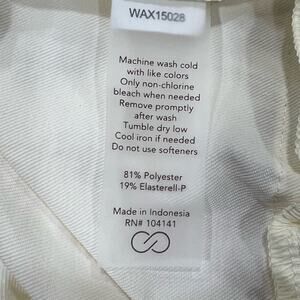 WAX15028
Machine wash cold
with like colors
Only non-chlorine
bleach when needed
Remove promptly
after wash
Tumble dry low
Cool iron if needed
Do not use softeners
81% Polyester
19% Elasterell-P
Made in Indonesia
RN# 104141